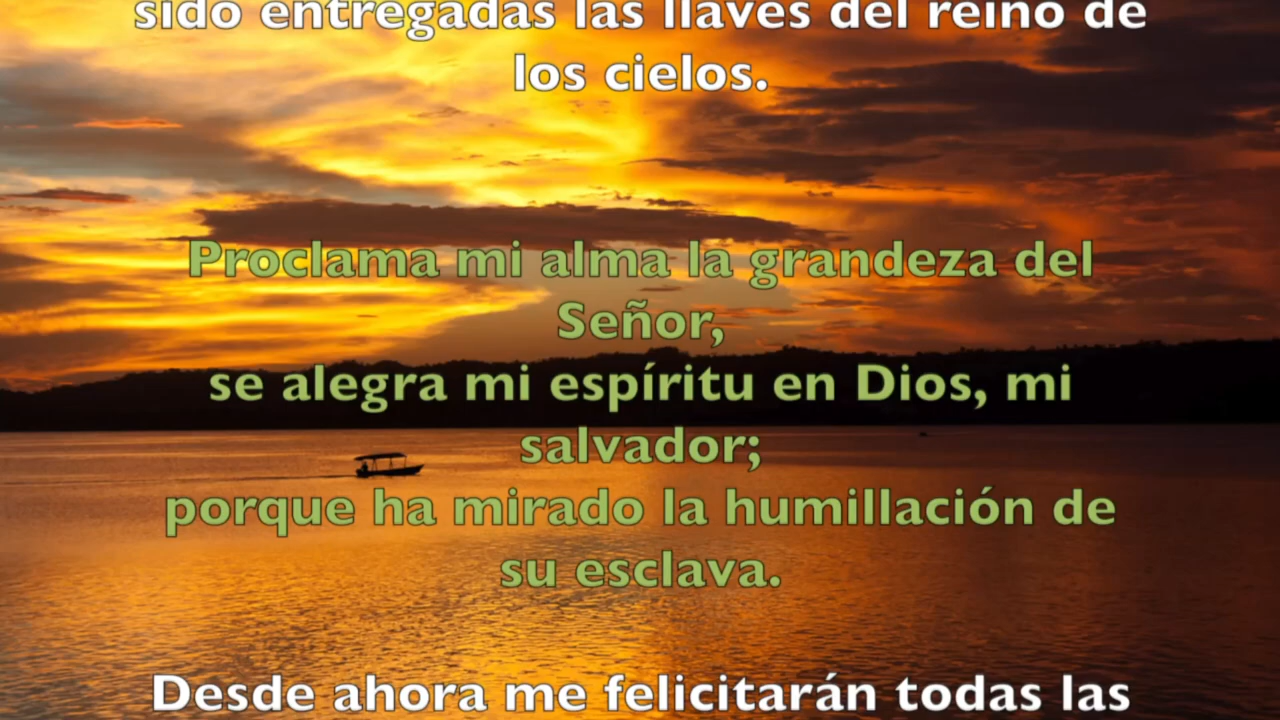 sido entregadas las llaves del reino de
los cielos.
Proclama mi alma la grandeza del
Señor,
se alegra mi espíritu en Dios, mi
salvador;
porque ha mirado la humillación de
su esclava.
Desde ahora me felicitarán todas las